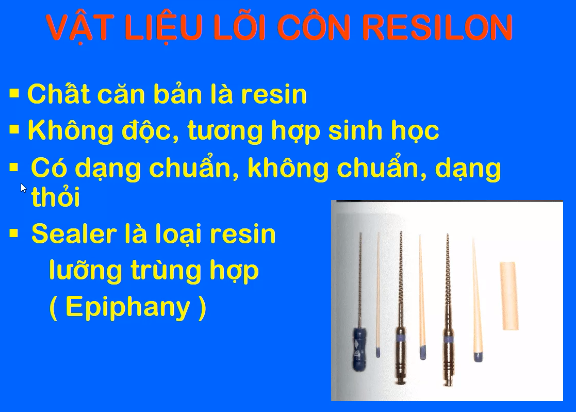 VẬT LIỆU LÕI CÔN RESILON
▪ Chất căn bản là resin
▪ Không độc, tương hợp sinh học
▪ Có dạng chuẩn, không chuẩn, dạng
thỏi
▪ Sealer là loại resin
lưỡng trùng hợp
( Epiphany )